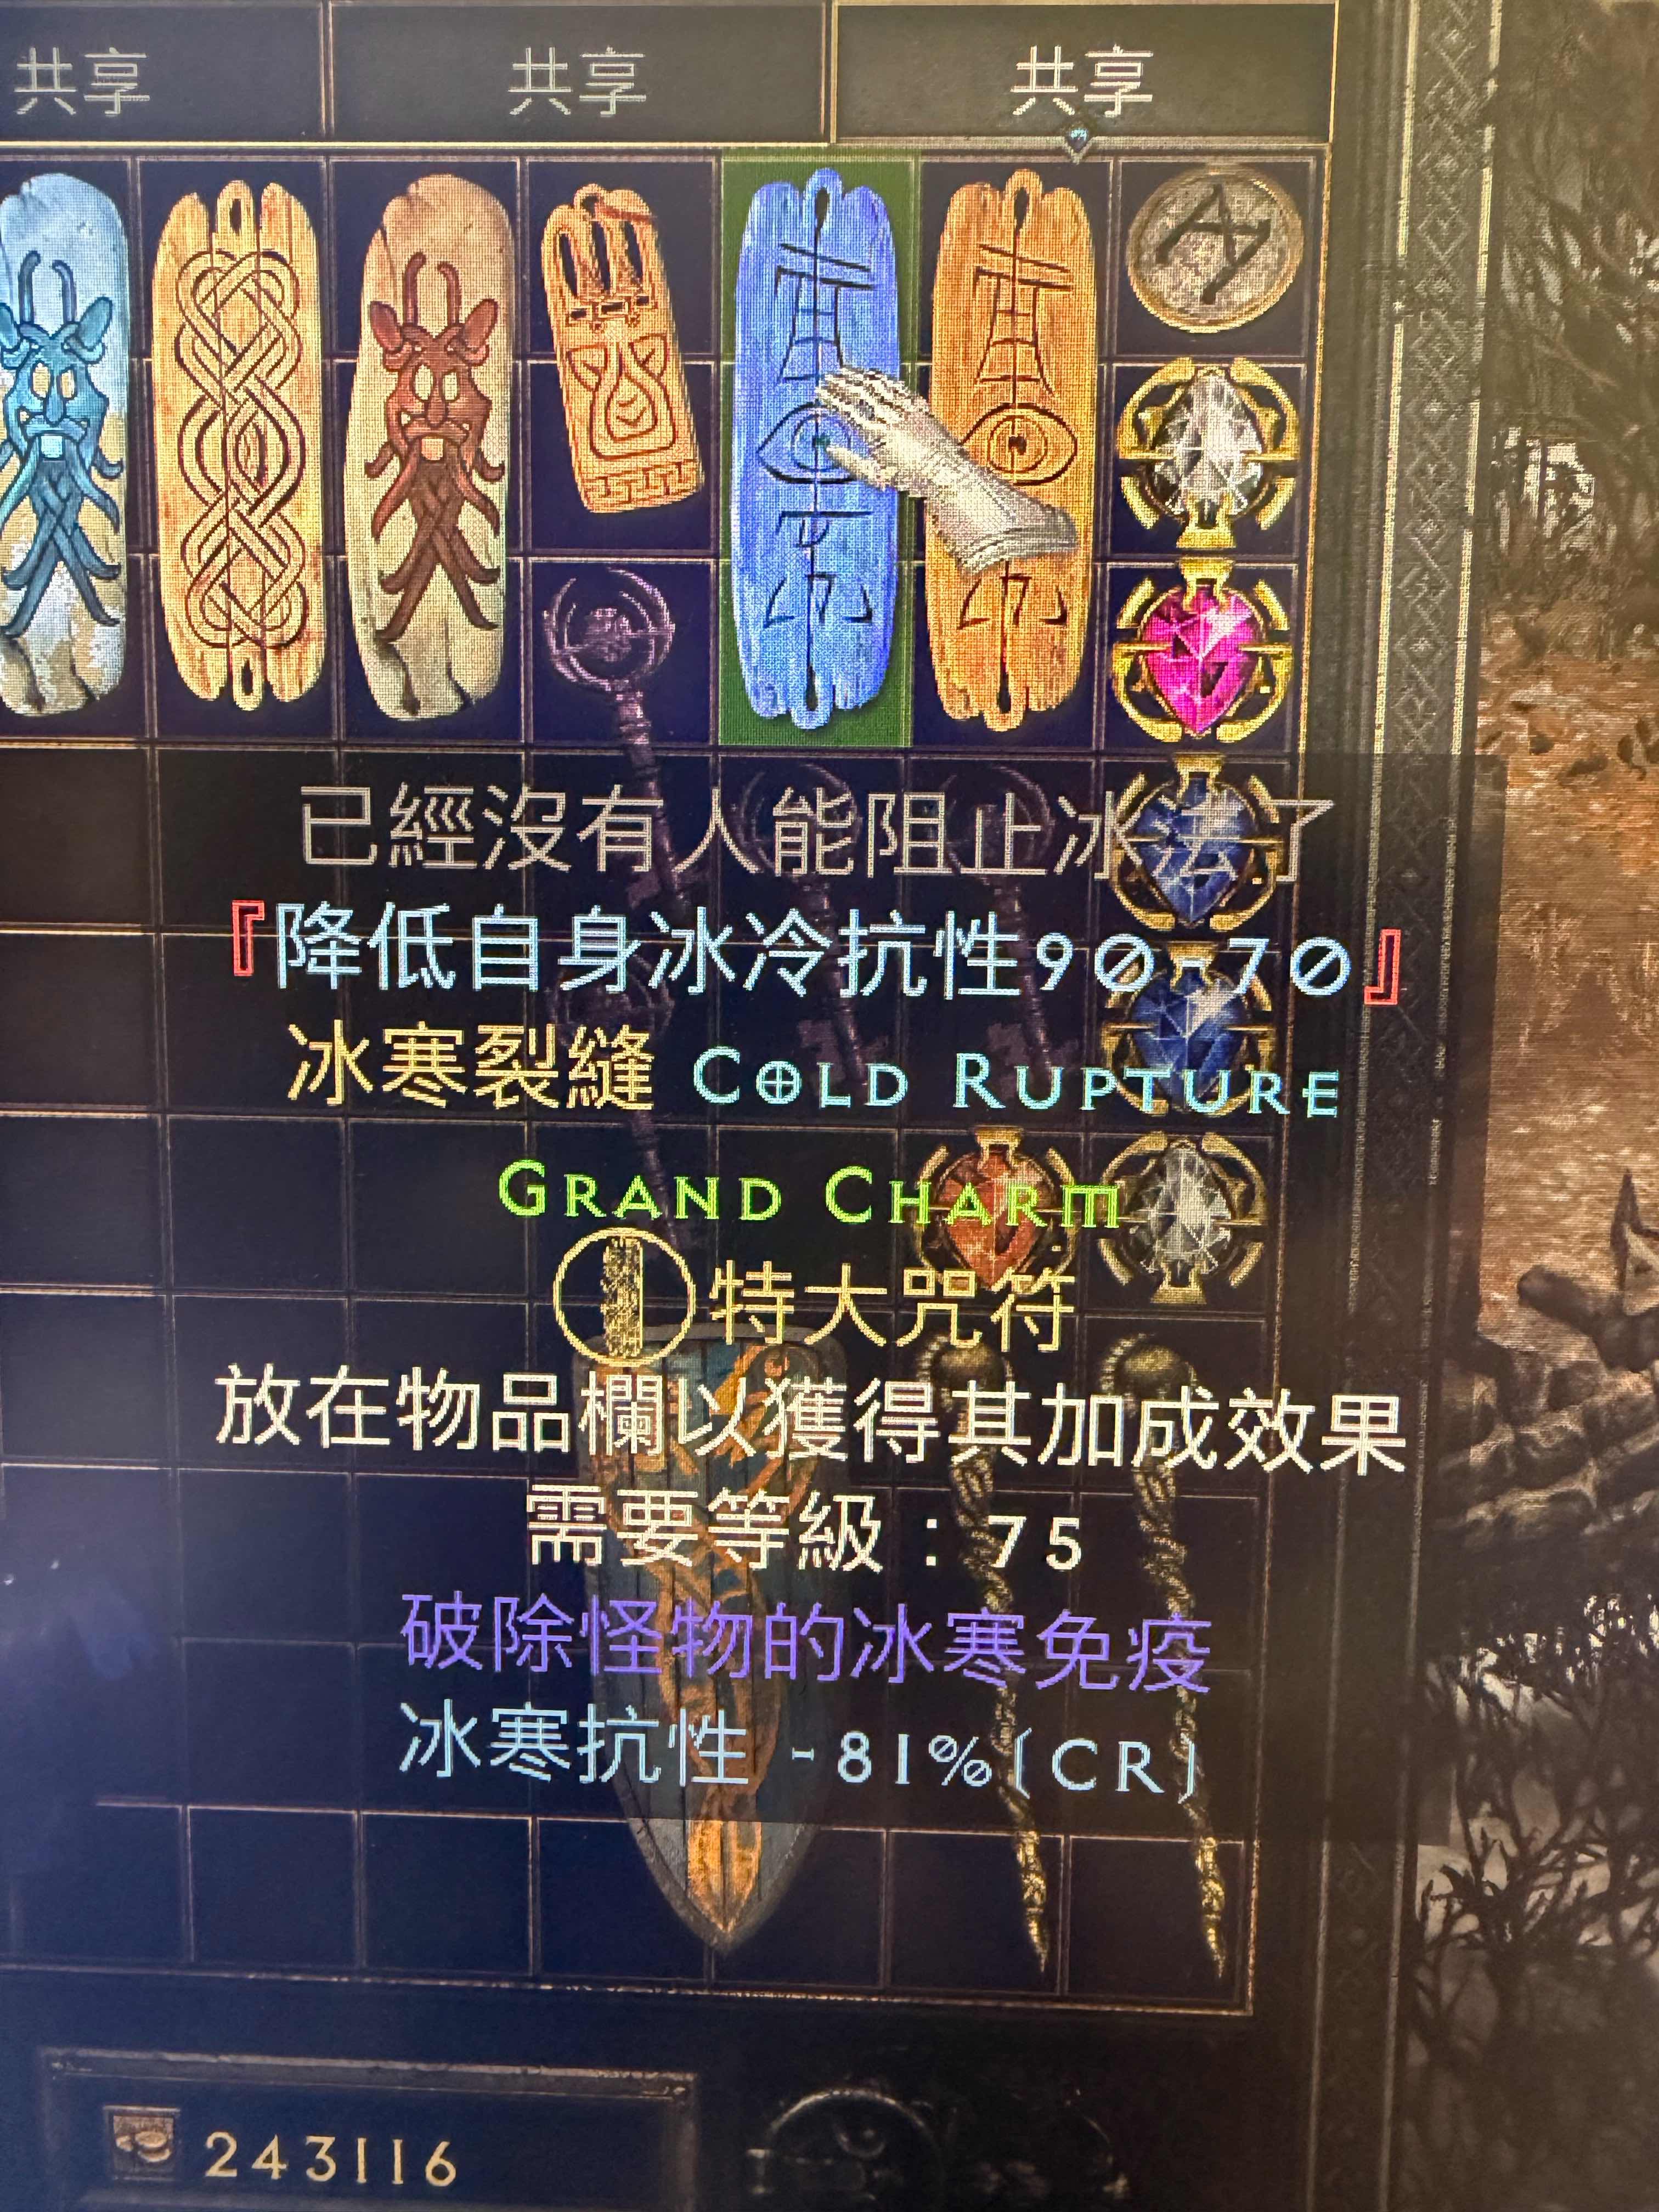 共享 共享 共享
已經沒有人能阻止冰法了
『降低自身冰冷抗性90-70』
冰寒裂縫 COLD RUPTURE
GRAND CHARM
特大咒符
放在物品欄以獲得其加成效果
需要等級：75
破除怪物的冰寒免疫
冰寒抗性 -81%(CR)
243116